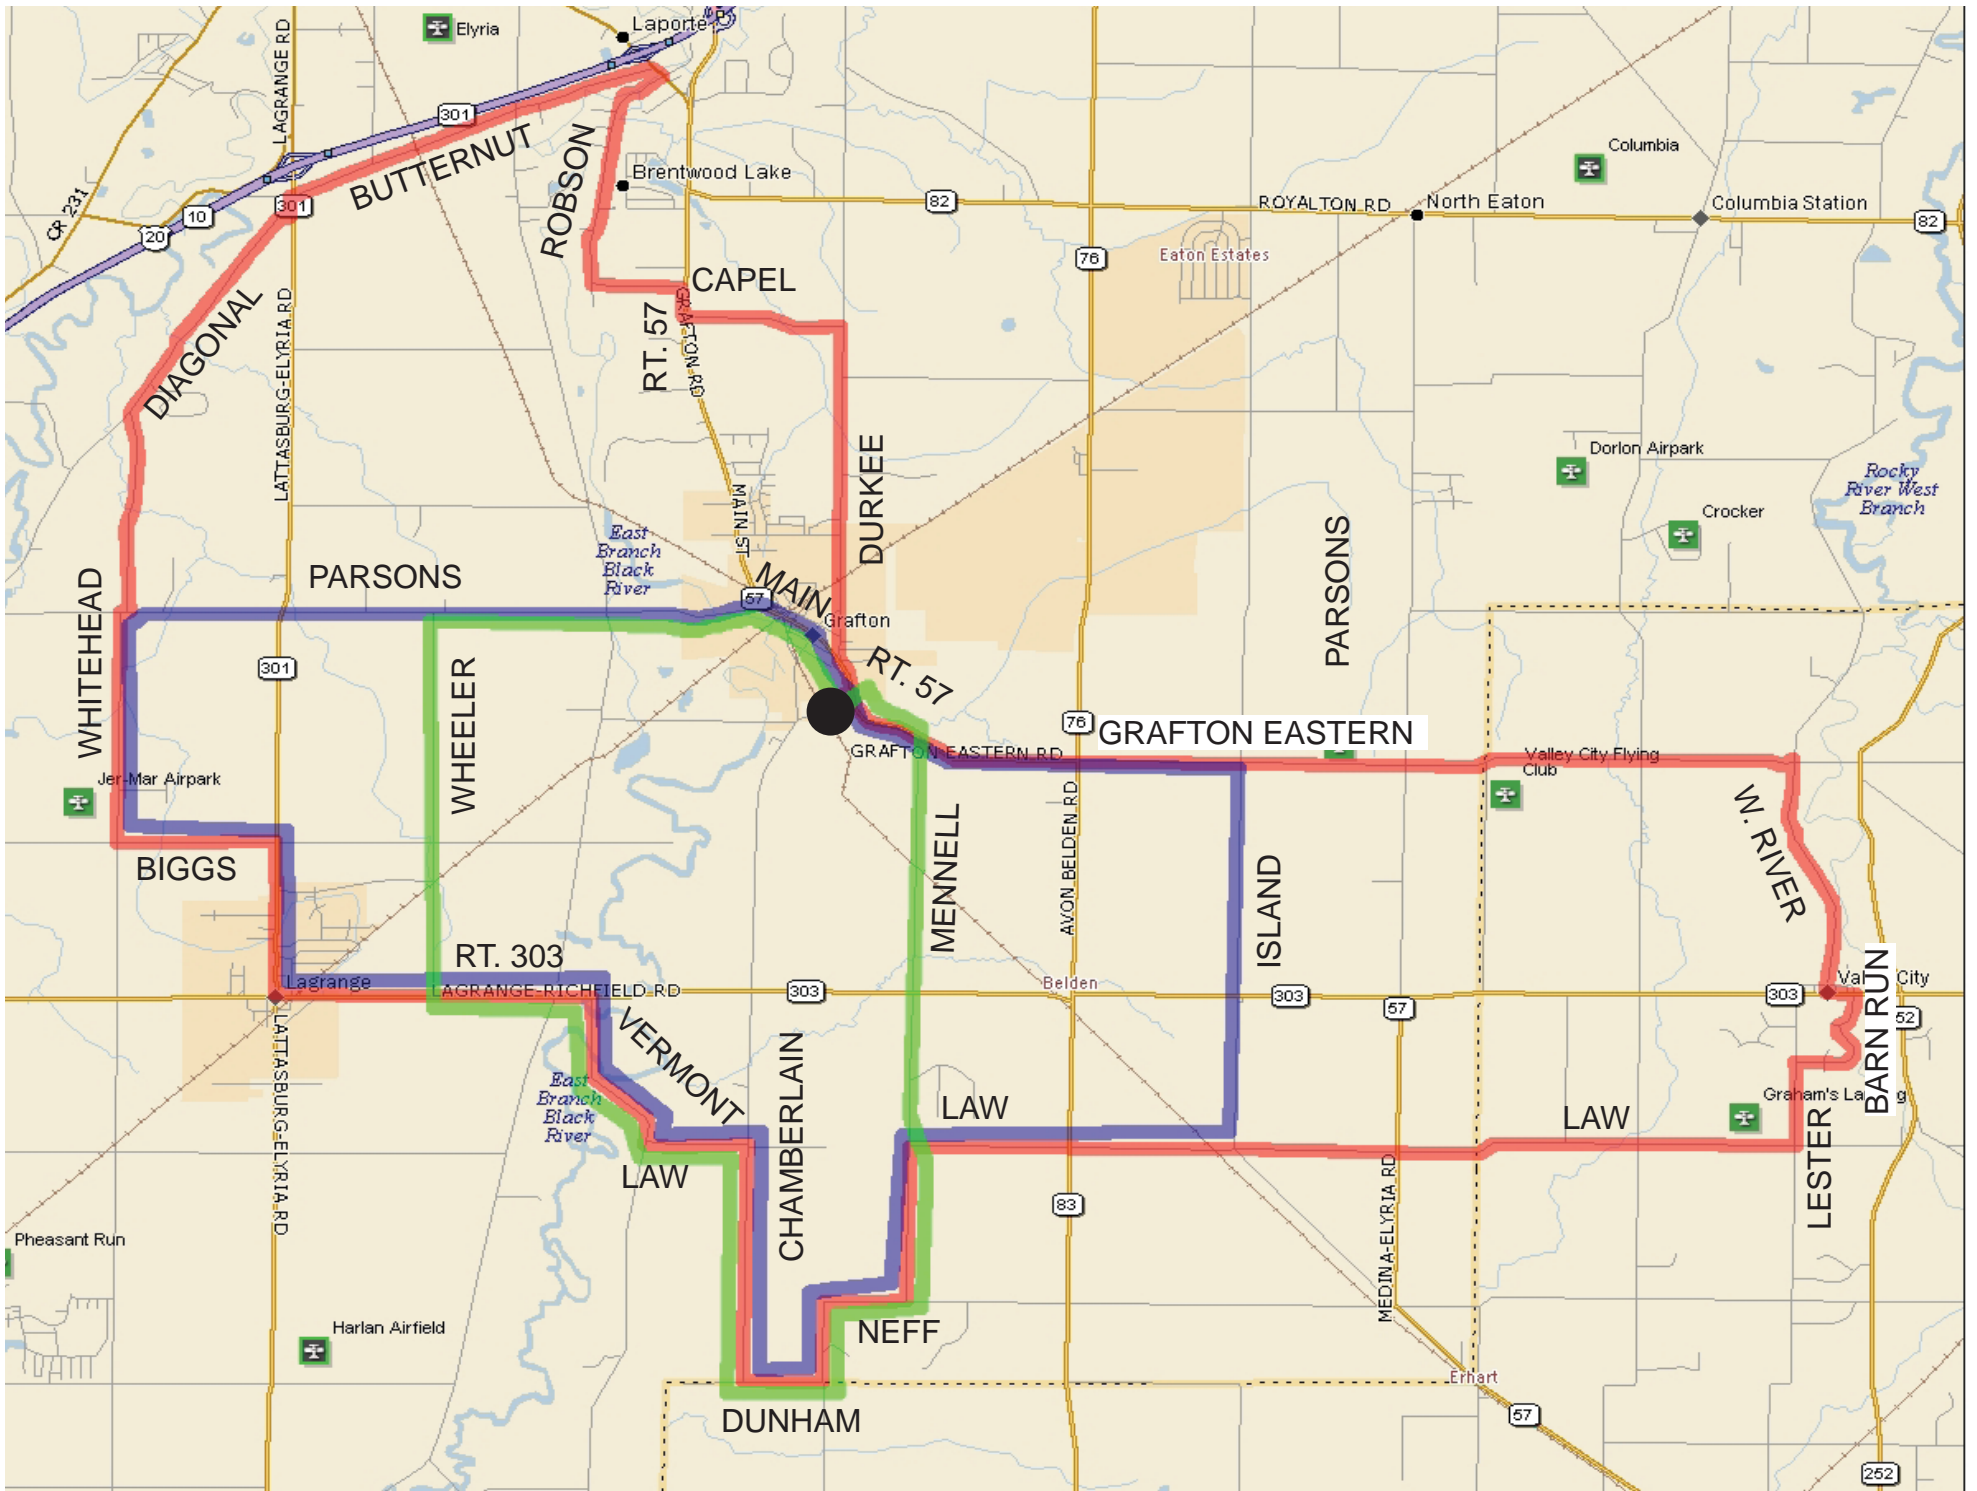 Elyria
Laporte
LAGRANGE RD
301
BUTTERNUT
ROBSON
Brentwood Lake
Columbia
CR 231
10
20
301
82
ROYALTON RD
North Eaton
Columbia Station
82
76
Eaton Estates
CAPEL
RT. 57
GRAFTON RD
DIAGONAL
LATTASBURG-ELYRIA RD
DURKEE
Dorlon Airpark
Rocky
River West
Branch
Crocker
MAIN ST
East
Branch
Black
River
PARSONS
PARSONS
WHITEHEAD
57
MAIN
Grafton
301
WHEELER
RT. 57
76
GRAFTON EASTERN
GRAFTON EASTERN RD
Valley City Flying
Club
Jer-Mar Airpark
W. RIVER
BIGGS
MENNELL
AVON BELDEN RD
ISLAND
RT. 303
Lagrange
LAGRANGE-RICHFIELD RD
303
Belden
303
57
303
BARN RUN
52
VERMONT
CHAMBERLAIN
LATTASBURG-ELYRIA RD
East
Branch
Black
River
LAW
LAW
LAW
LESTER
83
MEDINA-ELYRIA RD
Pheasant Run
Harlan Airfield
NEFF
Erhart
DUNHAM
57
252